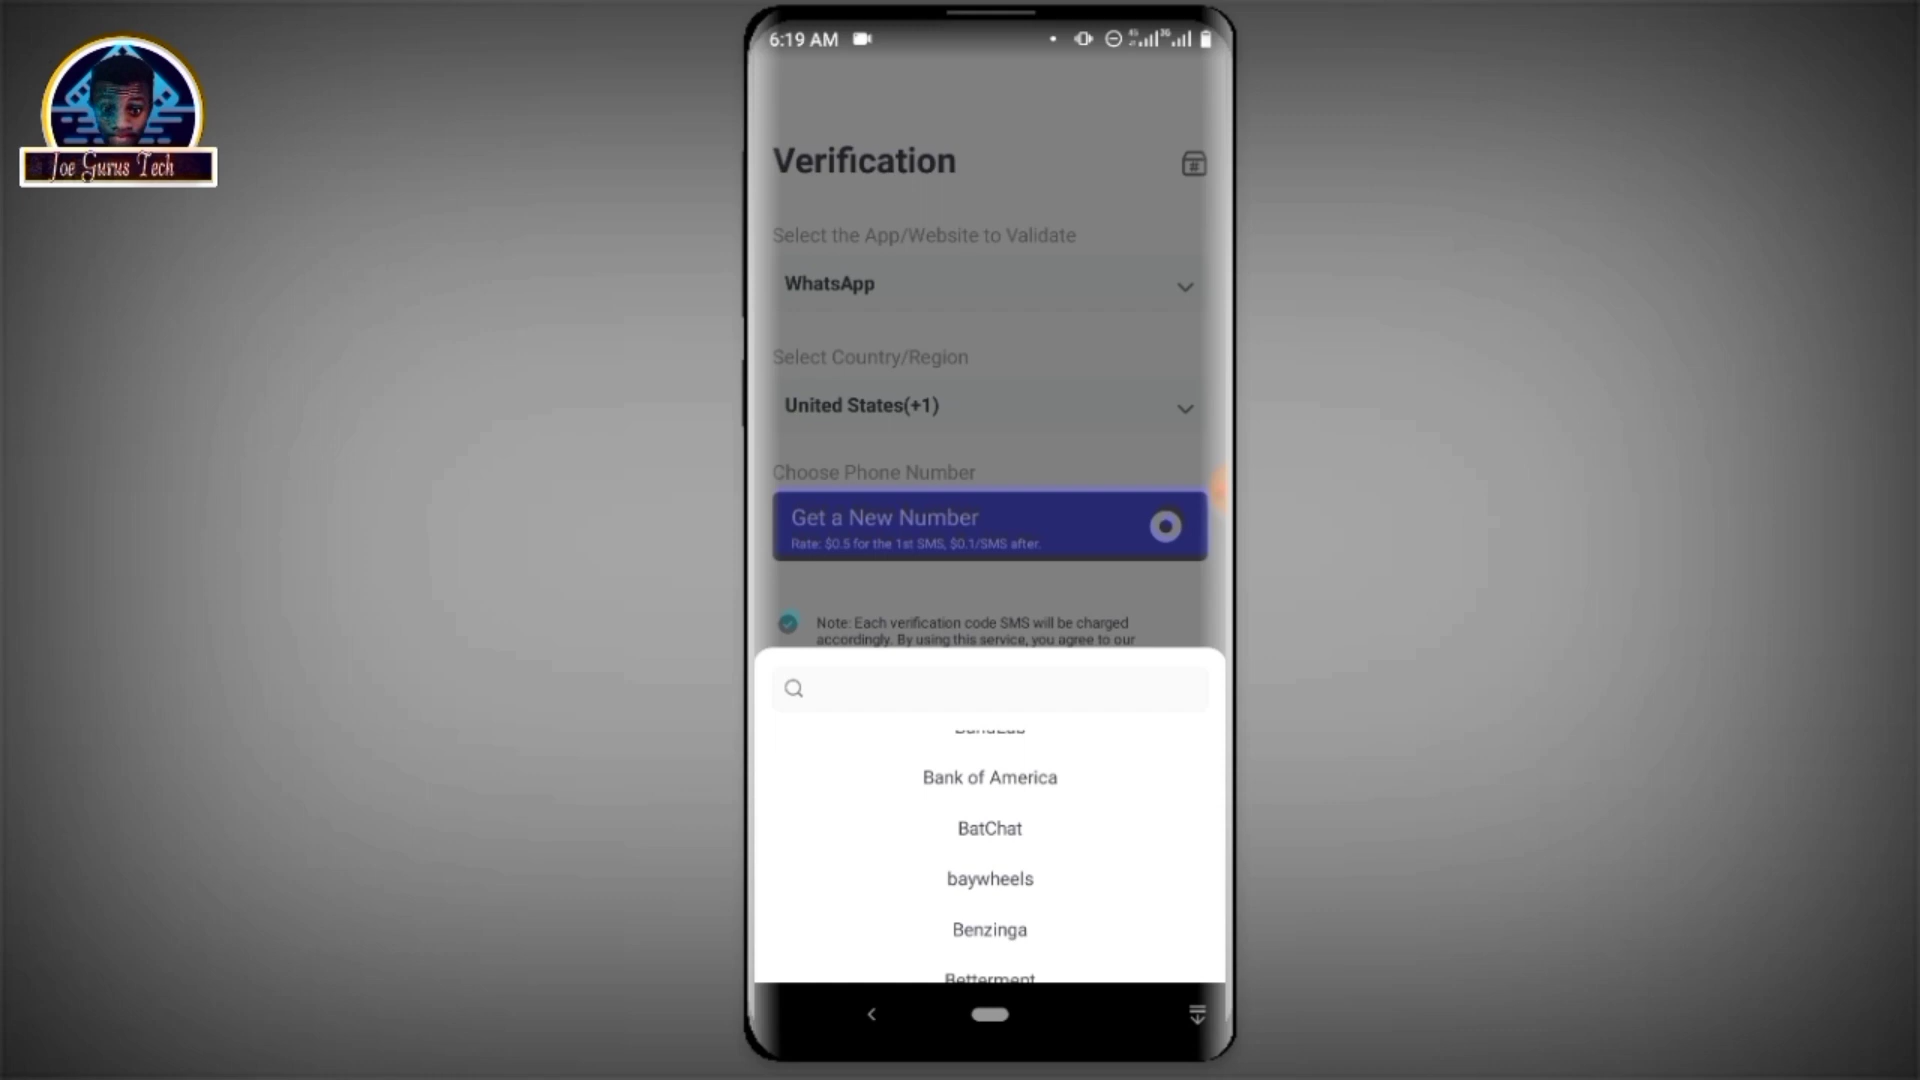 6:19 AM
Joe Gurus Tech
Verification
Select the App/Website to Validate
WhatsApp
Select Country/Region
United States(+1)
Choose Phone Number
Get a New Number
Rate: $0.5 for the 1st SMS, $0.1/SMS after.
Note: Each verification code SMS will be charged
accordingly. By using this service, you agree to our
Bank of America
BatChat
baywheels
Benzinga
Betterment